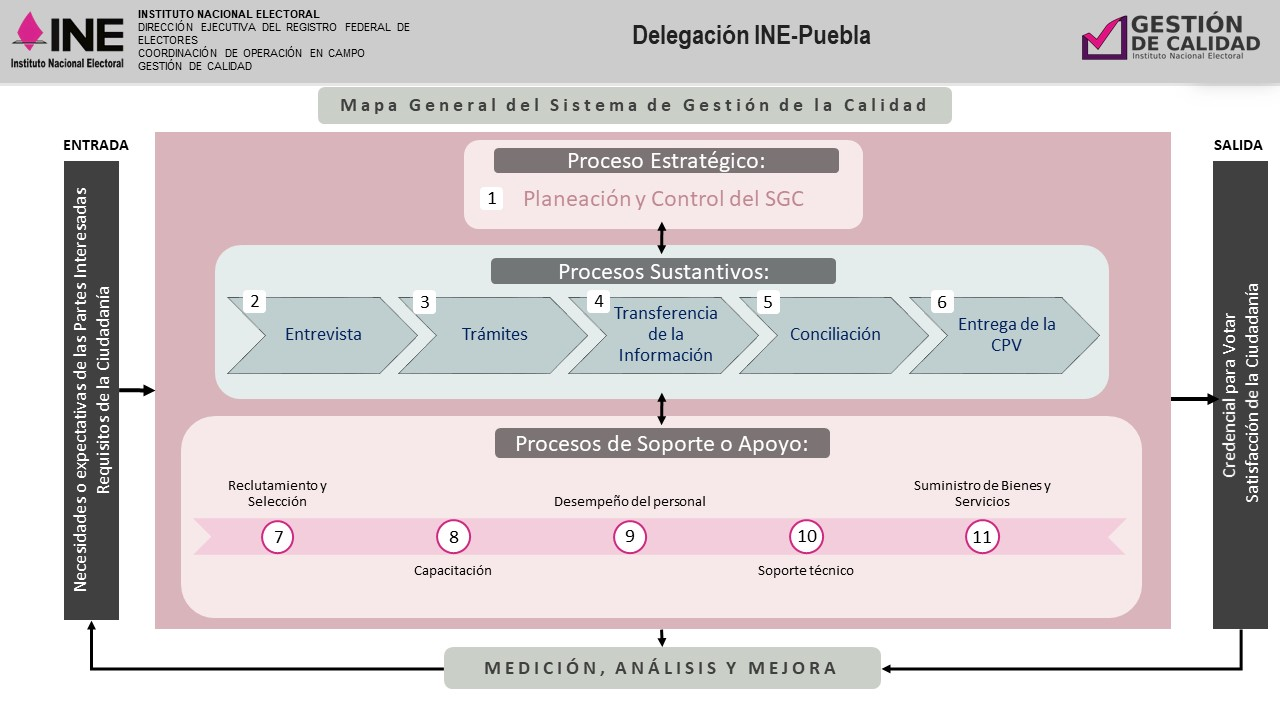 INE
Instituto Nacional Electoral
INSTITUTO NACIONAL ELECTORAL
DIRECCIÓN EJECUTIVA DEL REGISTRO FEDERAL DE
ELECTORES
COORDINACIÓN DE OPERACIÓN EN CAMPO
GESTIÓN DE CALIDAD
Delegación INE-Puebla
GESTIÓN
DE CALIDAD
Instituto Nacional Electoral
Mapa General del Sistema de Gestión de la Calidad
ENTRADA
SALIDA
Necesidades o expectativas de las Partes Interesadas
Requisitos de la Ciudadanía
Proceso Estratégico:
1 Planeación y Control del SGC
Procesos Sustantivos:
2
Entrevista
3
Trámites
4
Transferencia
de la
Información
5
Conciliación
6
Entrega de la
CPV
Procesos de Soporte o Apoyo:
Reclutamiento y
Selección
7
8
Capacitación
Desempeño del personal
9
10
Soporte técnico
Suministro de Bienes y
Servicios
11
Credencial para Votar
Satisfacción de la Ciudadanía
MEDICIÓN, ANÁLISIS Y MEJORA